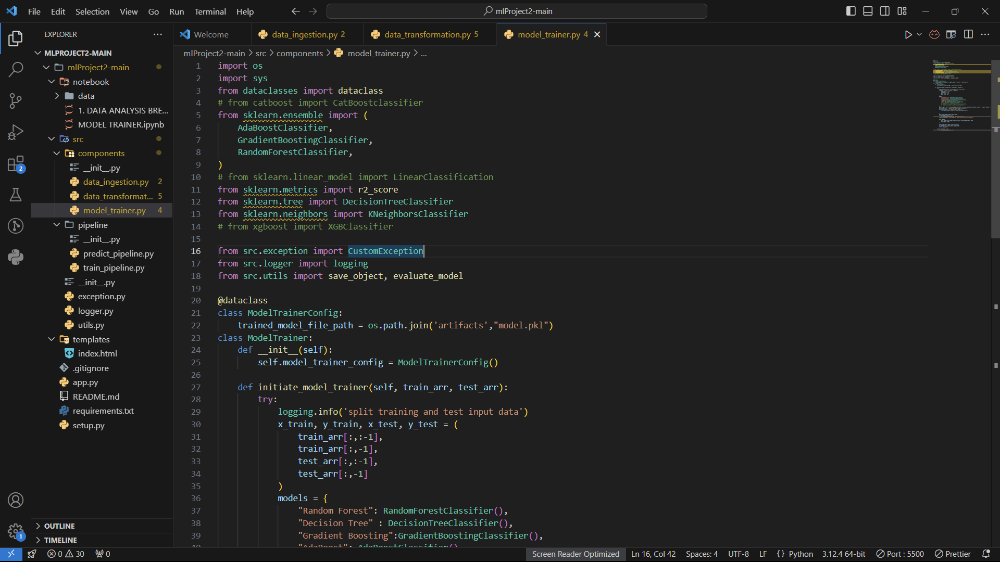 File Edit Selection View Go Run Terminal Help
mlProject2-main
EXPLORER
Welcome
data_ingestion.py 2
data_transformation.py 5
model_trainer.py 4
mlProject2-main > src > components > model_trainer.py > ...
MLPROJECT2-MAIN
mlProject2-main
notebook
data
1. DATA ANALYSIS BRE...
MODEL TRAINER.ipynb
src
components
__init__.py
data_ingestion.py 2
data_transformat... 5
model_trainer.py 4
pipeline
__init__.py
predict_pipeline.py
train_pipeline.py
__init__.py
exception.py
logger.py
utils.py
templates
index.html
.gitignore
app.py
README.md
requirements.txt
setup.py
OUTLINE
TIMELINE
2
1
1 import os
2 import sys
3 from dataclasses import dataclass
4 # from catboost import CatBoostclassifier
5 from sklearn.ensemble import (
6     AdaBoostClassifier,
7     GradientBoostingClassifier,
8     RandomForestClassifier,
9 )
10 # from sklearn.linear_model import LinearClassification
11 from sklearn.metrics import r2_score
12 from sklearn.tree import DecisionTreeClassifier
13 from sklearn.neighbors import KNeighborsClassifier
14 # from xgboost import XGBClassifier
15
16 from src.exception import CustomException
17 from src.logger import logging
18 from src.utils import save_object, evaluate_model
19
20 @dataclass
21 class ModelTrainerConfig:
22     trained_model_file_path = os.path.join('artifacts',"model.pkl")
23 class ModelTrainer:
24     def __init__(self):
25         self.model_trainer_config = ModelTrainerConfig()
26
27     def initiate_model_trainer(self, train_arr, test_arr):
28         try:
29             logging.info('split training and test input data')
30             x_train, y_train, x_test, y_test = (
31                 train_arr[:,:-1],
32                 train_arr[:,-1],
33                 test_arr[:,:-1],
34                 test_arr[:,-1]
35             )
36             models = {
37                 "Random Forest": RandomForestClassifier(),
38                 "Decision Tree" : DecisionTreeClassifier(),
39                 "Gradient Boosting":GradientBoostingClassifier(),
40                 "AdaBoost": AdaBoostClassifier(),
0 30 0 Screen Reader Optimized Ln 16, Col 42 Spaces: 4 UTF-8 LF {} Python 3.12.4 64-bit Port : 5500 Prettier